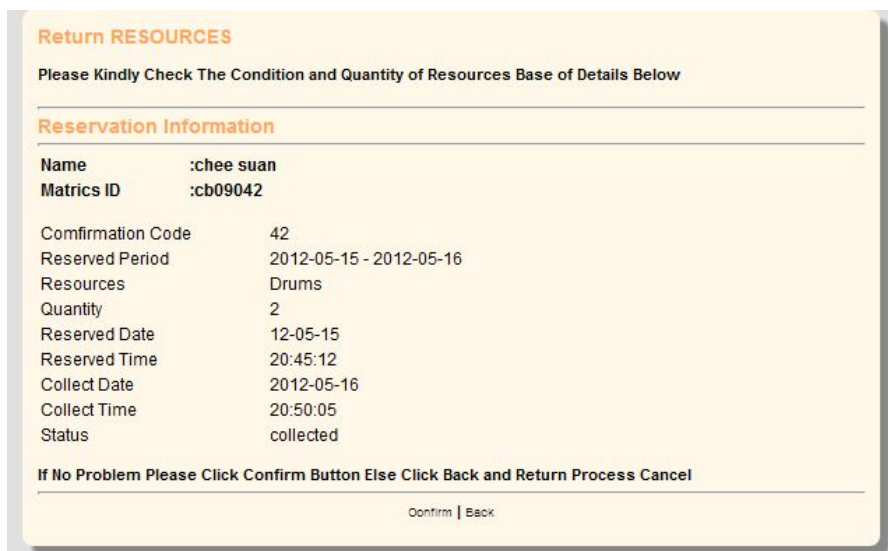 Return RESOURCES
Please Kindly Check The Condition and Quantity of Resources Base of Details Below
Reservation Information
Name :chee suan
Matrics ID :cb09042
Comfirmation Code 42
Reserved Period 2012-05-15 - 2012-05-16
Resources Drums
Quantity 2
Reserved Date 12-05-15
Reserved Time 20:45:12
Collect Date 2012-05-16
Collect Time 20:50:05
Status collected
If No Problem Please Click Confirm Button Else Click Back and Return Process Cancel
Confirm | Back